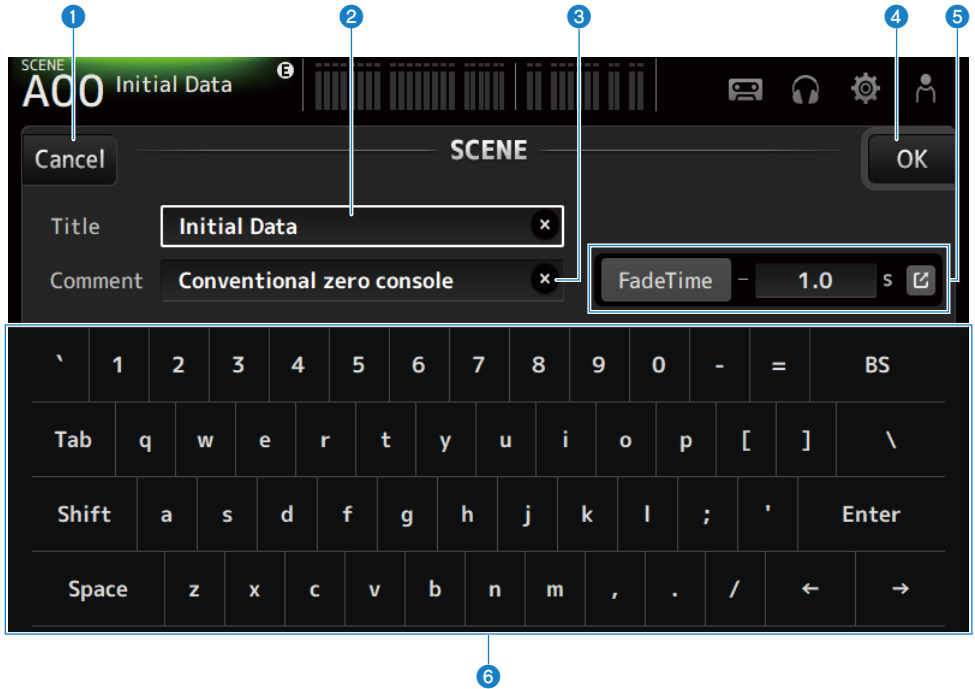 1 2 3 4 5
SCENE
A00 Initial Data E
Cancel SCENE OK
Title Initial Data ×
Comment Conventional zero console × FadeTime – 1.0 s
` 1 2 3 4 5 6 7 8 9 0 - = BS
Tab q w e r t y u i o p [ ] \
Shift a s d f g h j k l ; ' Enter
Space z x c v b n m , . / ← →
6